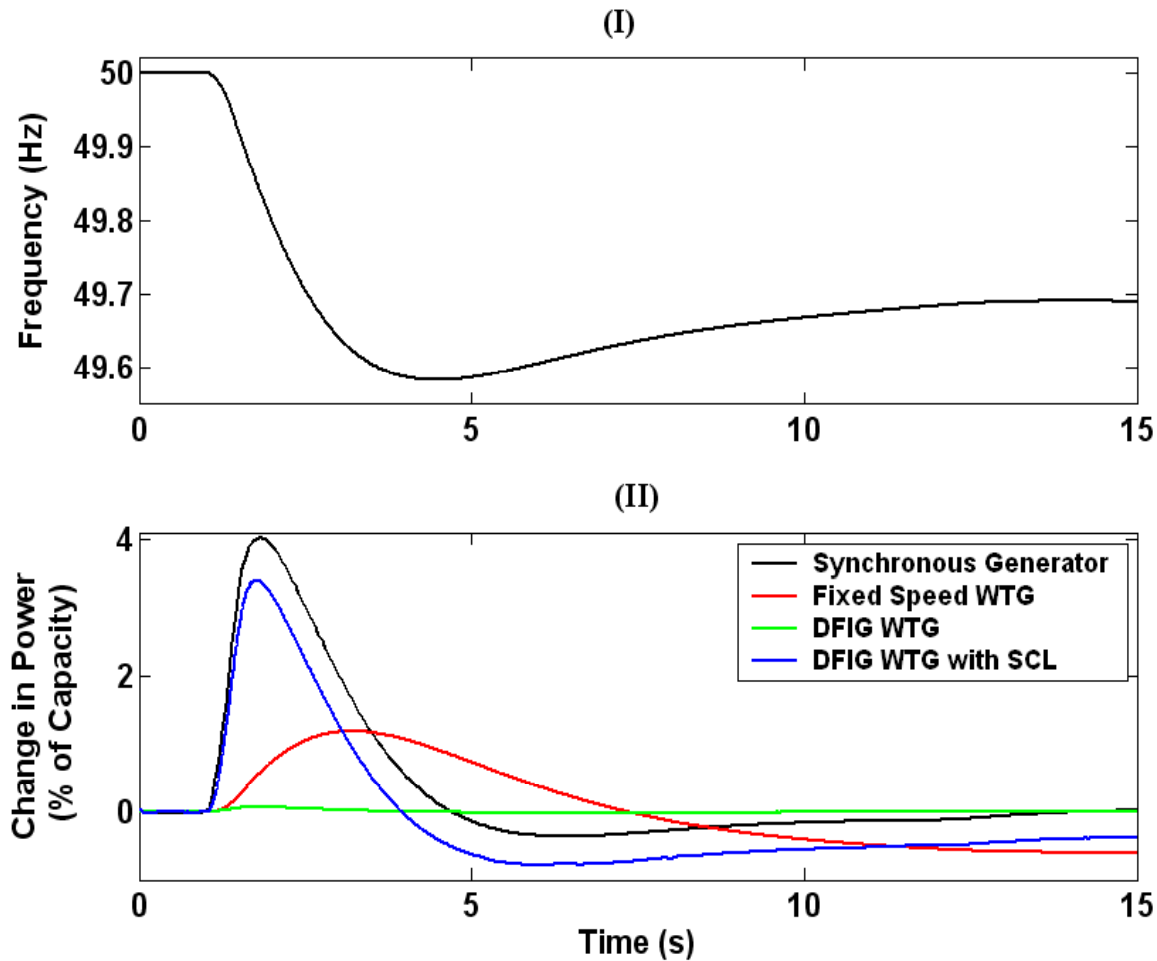 (I)
Frequency (Hz)
50
49.9
49.8
49.7
49.6
0 5 10 15
(II)
Change in Power
(% of Capacity)
4
2
0
Synchronous Generator
Fixed Speed WTG
DFIG WTG
DFIG WTG with SCL
0 5 10 15
Time (s)